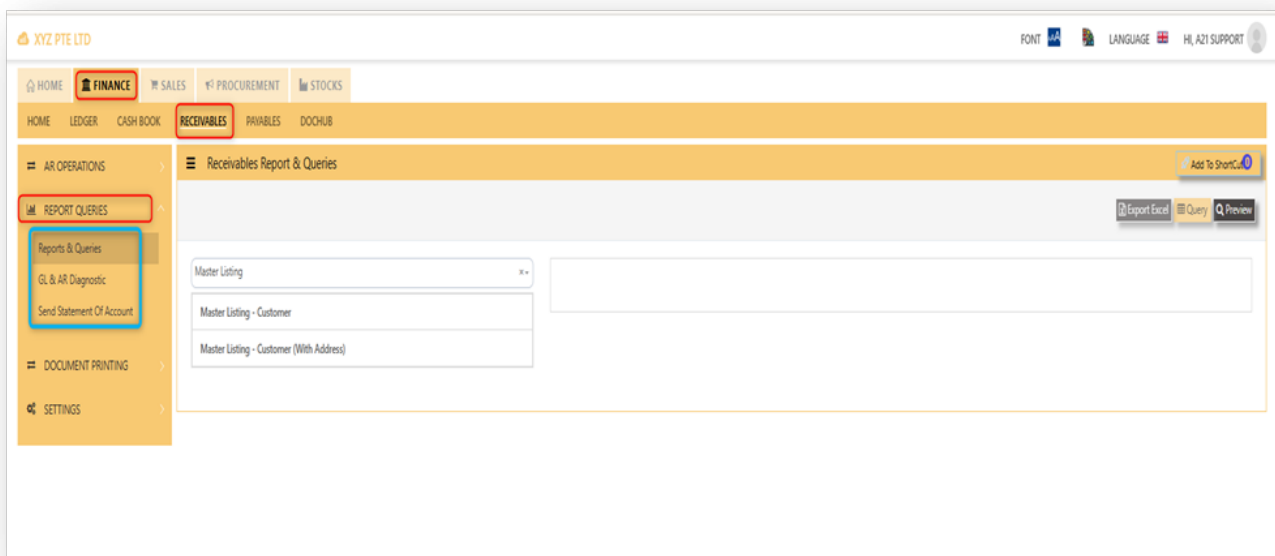 XYZ PTE LTD
FONT LANGUAGE HI, A21 SUPPORT
HOME FINANCE SALES PROCUREMENT STOCKS
HOME LEDGER CASH BOOK RECEIVABLES PAYABLES DOCHUB
AR OPERATIONS
REPORT QUERIES
Reports & Queries
GL & AR Diagnostic
Send Statement Of Account
DOCUMENT PRINTING
SETTINGS
Receivables Report & Queries
Add To ShortCut 0
Export Excel Query Preview
Master Listing
Master Listing - Customer
Master Listing - Customer (With Address)